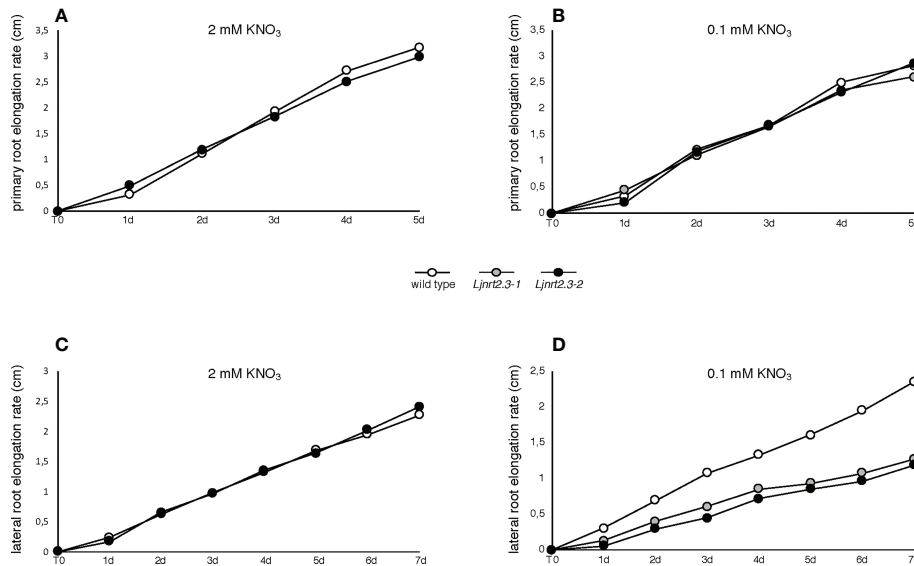 A
2 mM KNO3
primary root elongation rate (cm)
3,5
3
2,5
2
1,5
1
0,5
0
T0 1d 2d 3d 4d 5d
B
0.1 mM KNO3
primary root elongation rate (cm)
3,5
3
2,5
2
1,5
1
0,5
0
T0 1d 2d 3d 4d 5
wild type Ljnrt2.3-1 Ljnrt2.3-2
C
2 mM KNO3
lateral root elongation rate (cm)
3
2,5
2
1,5
1
0,5
0
T0 1d 2d 3d 4d 5d 6d 7d
D
0.1 mM KNO3
lateral root elongation rate (cm)
2,5
2
1,5
1
0,5
0
T0 1d 2d 3d 4d 5d 6d 7